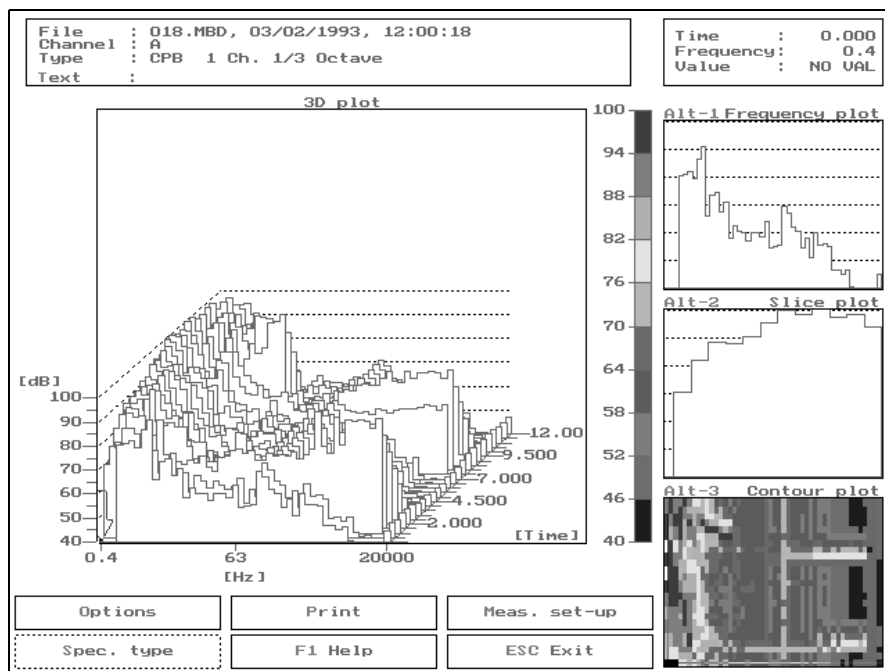 File : 018.MBD, 03/02/1993, 12:00:18
Channel : A
Type : CPB 1 Ch. 1/3 Octave
Text :
Time : 0.000
Frequency: 0.4
Value : NO VAL
3D plot
[dB]
100
90
80
70
60
50
40
0.4 63 20000
[Hz]
12.00
9.500
7.000
4.500
2.000
[Time]
100
94
88
82
76
70
64
58
52
46
40
Alt-1 Frequency plot
Alt-2 Slice plot
Alt-3 Contour plot
Options Print Meas. set-up
Spec. type F1 Help ESC Exit